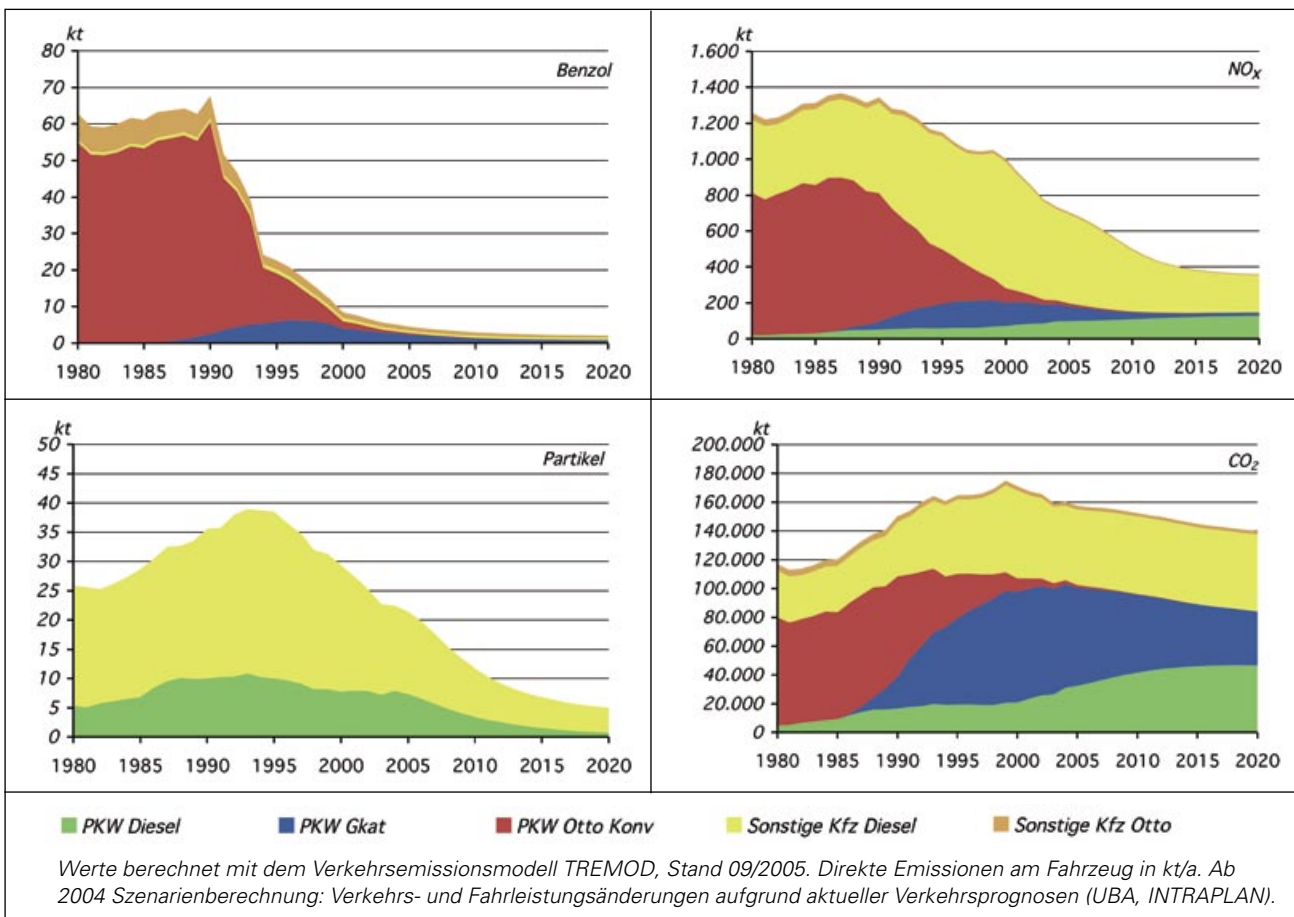 kt
80
70
60
50
40
30
20
10
0
Benzol
1980 1985 1990 1995 2000 2005 2010 2015 2020
kt
1.600
1.400
1.200
1.000
800
600
400
200
0
NOX
1980 1985 1990 1995 2000 2005 2010 2015 2020
kt
50
45
40
35
30
25
20
15
10
5
0
Partikel
1980 1985 1990 1995 2000 2005 2010 2015 2020
kt
200.000
180.000
160.000
140.000
120.000
100.000
80.000
60.000
40.000
20.000
0
CO2
1980 1985 1990 1995 2000 2005 2010 2015 2020
PKW Diesel PKW Gkat PKW Otto Konv Sonstige Kfz Diesel Sonstige Kfz Otto
Werte berechnet mit dem Verkehrsemissionsmodell TREMOD, Stand 09/2005. Direkte Emissionen am Fahrzeug in kt/a. Ab
2004 Szenarienberechnung: Verkehrs- und Fahrleistungsänderungen aufgrund aktueller Verkehrsprognosen (UBA, INTRAPLAN).